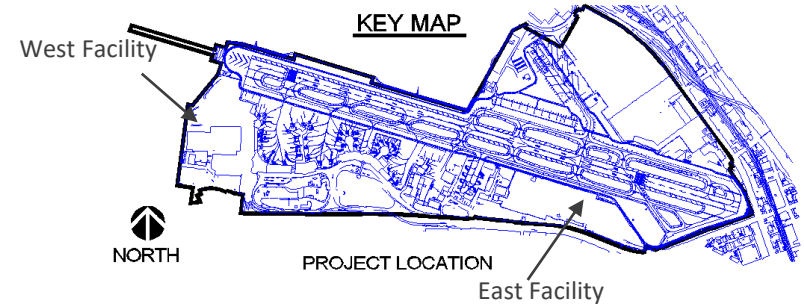 KEY MAP
West Facility
NORTH
PROJECT LOCATION
East Facility